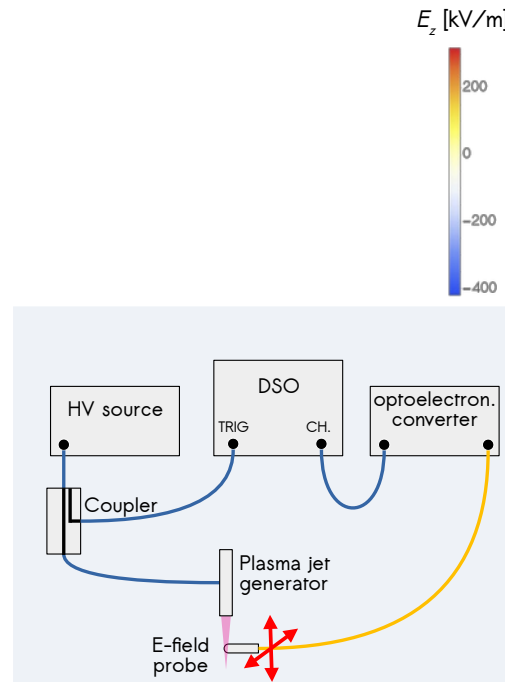 E_z [kV/m]
200
0
−200
−400
HV source
DSO
TRIG
CH.
optoelectron.
converter
Coupler
Plasma jet
generator
E-field
probe